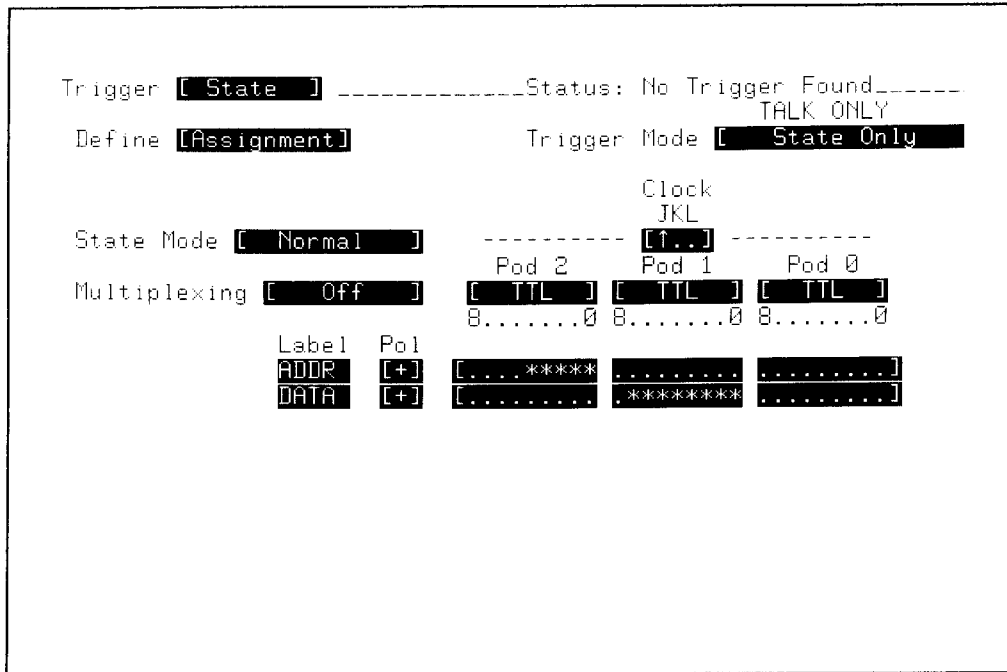 Trigger [ State ] _____________Status: No Trigger Found______
TALK ONLY
Define [Assignment] Trigger Mode [ State Only
Clock
JKL
State Mode [ Normal ] ---------- [↑..] ----------
Pod 2 Pod 1 Pod 0
Multiplexing [ Off ] [ TTL ] [ TTL ] [ TTL ]
8.......0 8.......0 8.......0
Label Pol
ADDR [+] [....***** ......... .........]
DATA [+] [......... .******** .........]